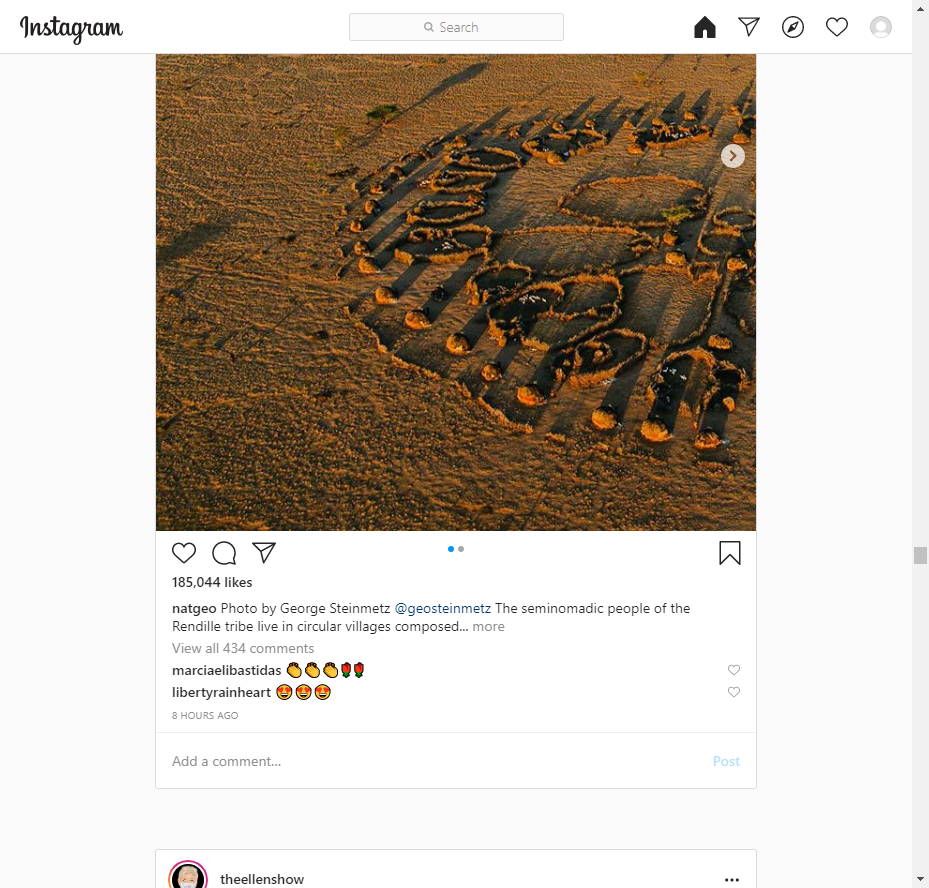 Instagram
Search
185,044 likes
natgeo Photo by George Steinmetz @geosteinmetz The seminomadic people of the
Rendille tribe live in circular villages composed... more
View all 434 comments
marciaelibastidas 👏👏👏🌹🌹
libertyrainheart 🤩🤩🤩
8 HOURS AGO
Add a comment... Post
theellenshow